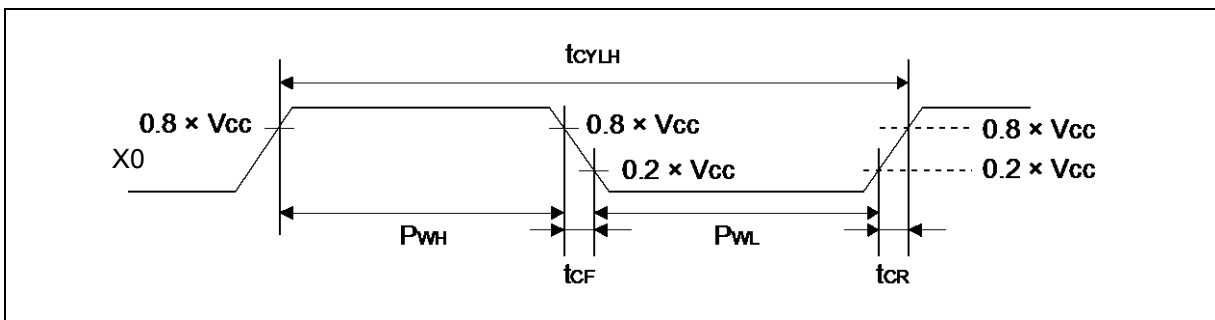 tCYLH
0.8 × Vcc
0.8 × Vcc
0.8 × Vcc
X0
0.2 × Vcc
0.2 × Vcc
PWH
PWL
tCF
tCR